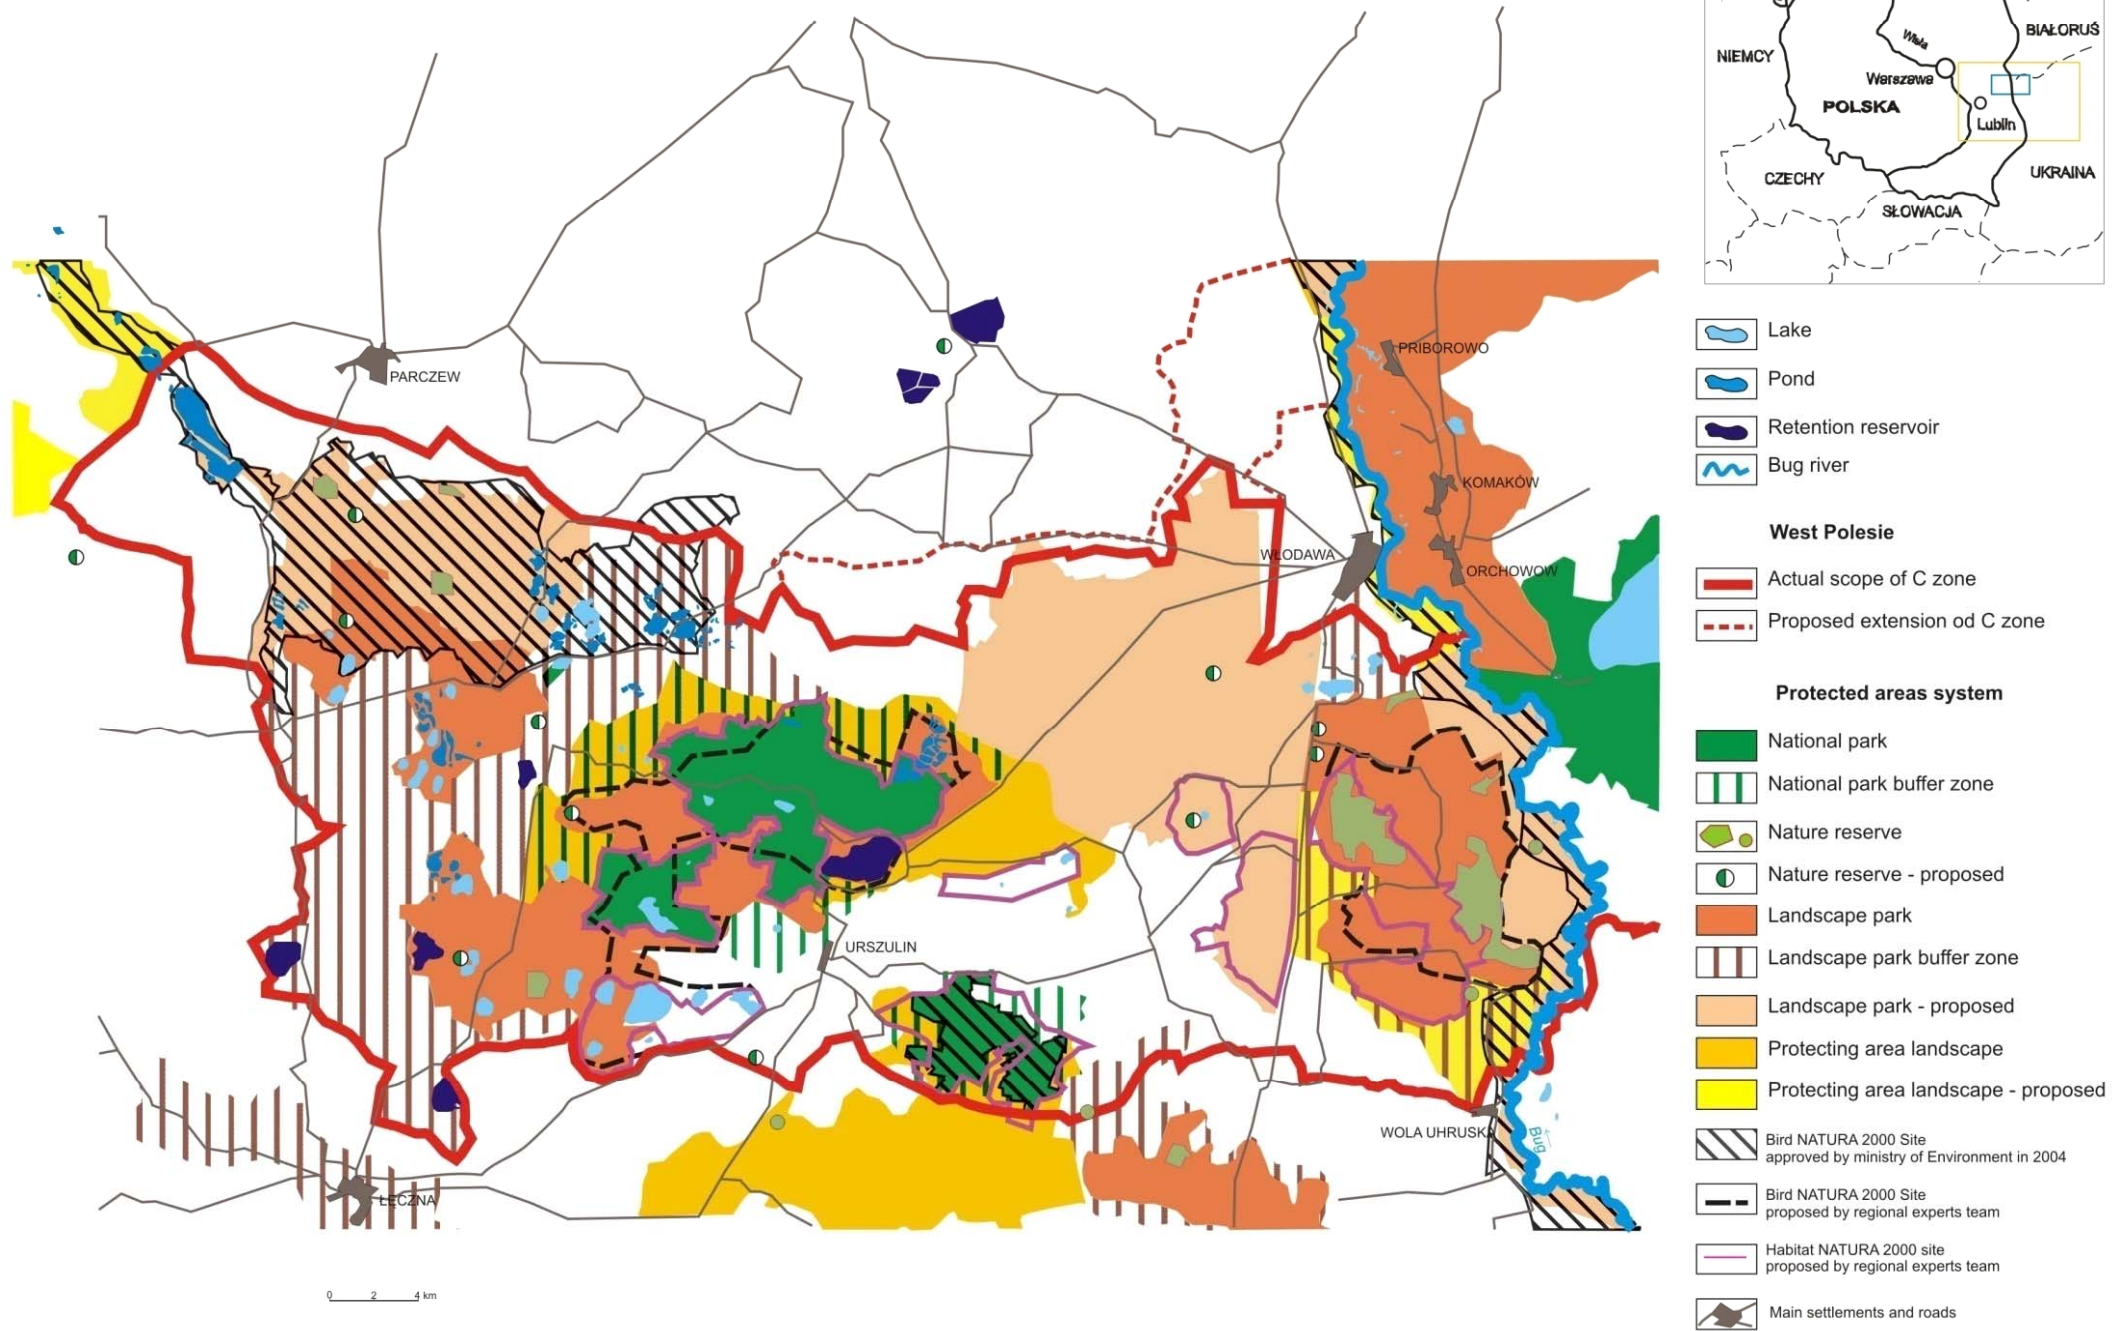 BIAŁORUŚ
NIEMCY
Wisła
Warszawa
POLSKA
Lublin
CZECHY
UKRAINA
SŁOWACJA
PARCZEW
PRIBOROWO
KOMAKÓW
WŁODAWA
ORCHOWOW
URSZULIN
WOLA UHRUSKA
Bug
ŁĘCZNA
0 2 4 km
Lake
Pond
Retention reservoir
Bug river
West Polesie
Actual scope of C zone
Proposed extension od C zone
Protected areas system
National park
National park buffer zone
Nature reserve
Nature reserve - proposed
Landscape park
Landscape park buffer zone
Landscape park - proposed
Protecting area landscape
Protecting area landscape - proposed
Bird NATURA 2000 Site
approved by ministry of Environment in 2004
Bird NATURA 2000 Site
proposed by regional experts team
Habitat NATURA 2000 site
proposed by regional experts team
Main settlements and roads